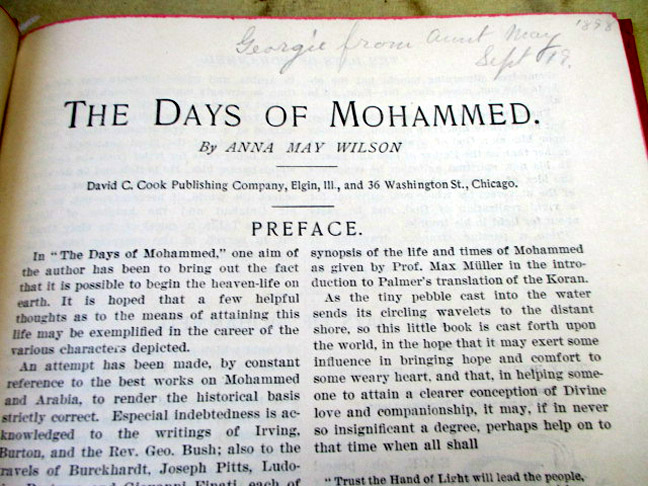 1898
Georgie from Aunt May
Sept 19.
THE DAYS OF MOHAMMED.
By ANNA MAY WILSON
David C. Cook Publishing Company, Elgin, Ill., and 36 Washington St., Chicago.
PREFACE.
In "The Days of Mohammed," one aim of
the author has been to bring out the fact
that it is possible to begin the heaven-life on
earth. It is hoped that a few helpful
thoughts as to the means of attaining this
life may be exemplified in the career of the
various characters depicted.
An attempt has been made, by constant
reference to the best works on Mohammed
and Arabia, to render the historical basis
strictly correct. Especial indebtedness is ac-
knowledged to the writings of Irving,
Burton, and the Rev. Geo. Bush; also to the
travels of Burckhardt, Joseph Pitts, Ludo-
and Giovanni Finati, each of
synopsis of the life and times of Mohammed
as given by Prof. Max Müller in the intro-
duction to Palmer's translation of the Koran.
As the tiny pebble cast into the water
sends its circling wavelets to the distant
shore, so this little book is cast forth upon
the world, in the hope that it may exert some
influence in bringing hope and comfort to
some weary heart, and that, in helping some-
one to attain a clearer conception of Divine
love and companionship, it may, if in never
so insignificant a degree, perhaps help on to
that time when all shall
"Trust the Hand of Light will lead the people,